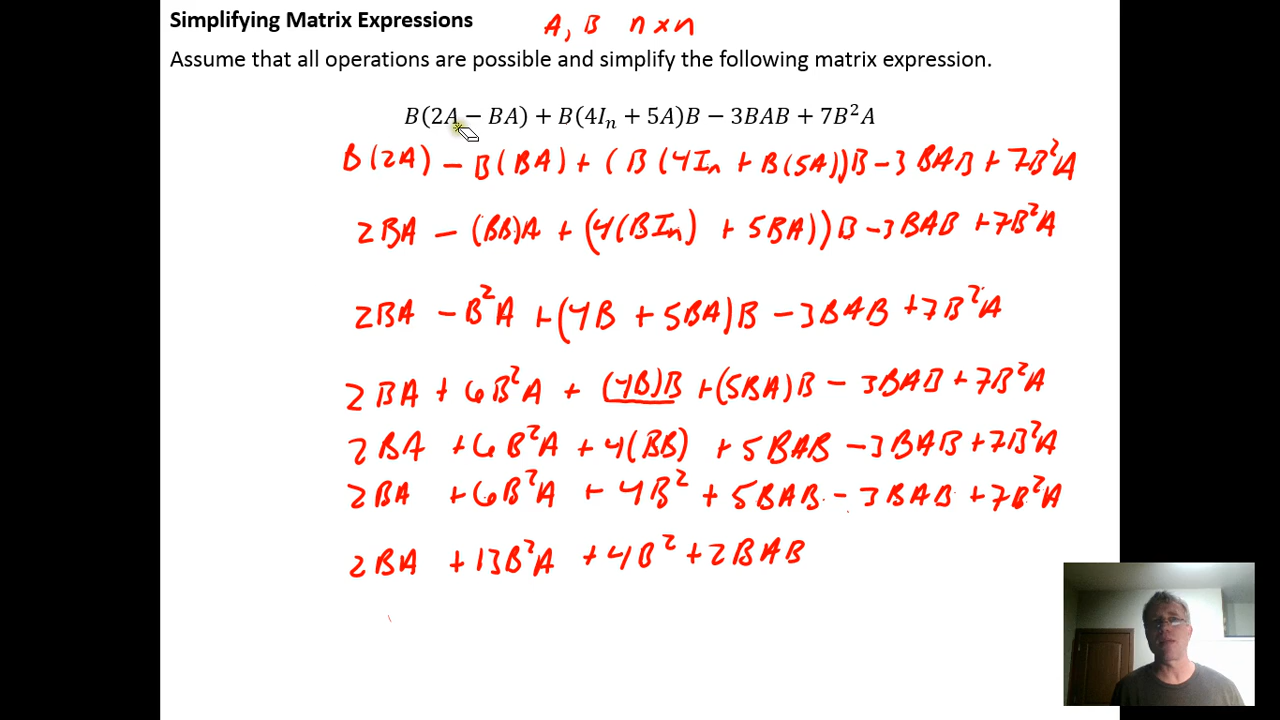 Simplifying Matrix Expressions A, B n×n
Assume that all operations are possible and simplify the following matrix expression.
B(2A − BA) + B(4Iₙ + 5A)B − 3BAB + 7B²A
B(2A) − B(BA) + (B(4Iₙ + B(5A))B − 3BAB + 7B²A
2BA − (BB)A + (4(BIₙ) + 5BA))B − 3BAB + 7B²A
2BA − B²A + (4B + 5BA)B − 3BAB + 7B²A
2BA + 6B²A + (4B)B + (5BA)B − 3BAB + 7B²A
2BA + 6B²A + 4(BB) + 5BAB − 3BAB + 7B²A
2BA + 6B²A + 4B² + 5BAB − 3BAB + 7B²A
2BA + 13B²A + 4B² + 2BAB